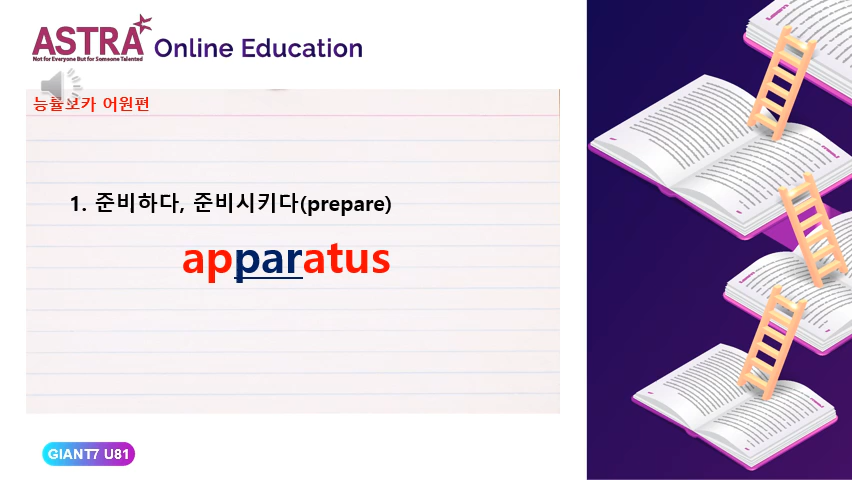 ASTRA
Not for Everyone But for Someone Talented
Online Education
능률보카 어원편
1. 준비하다, 준비시키다(prepare)
apparatus
GIANT7 U81